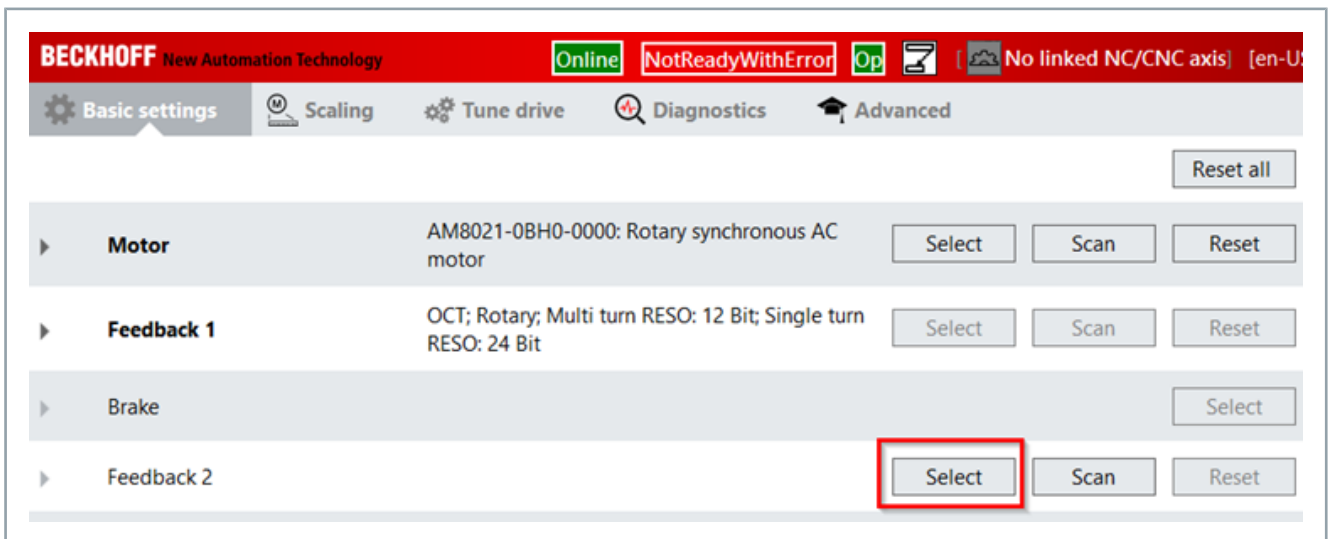 BECKHOFF New Automation Technology Online NotReadyWithError Op [ No linked NC/CNC axis] [en-U
Basic settings Scaling Tune drive Diagnostics Advanced
Reset all
Motor AM8021-0BH0-0000: Rotary synchronous AC motor Select Scan Reset
Feedback 1 OCT; Rotary; Multi turn RESO: 12 Bit; Single turn RESO: 24 Bit Select Scan Reset
Brake Select
Feedback 2 Select Scan Reset